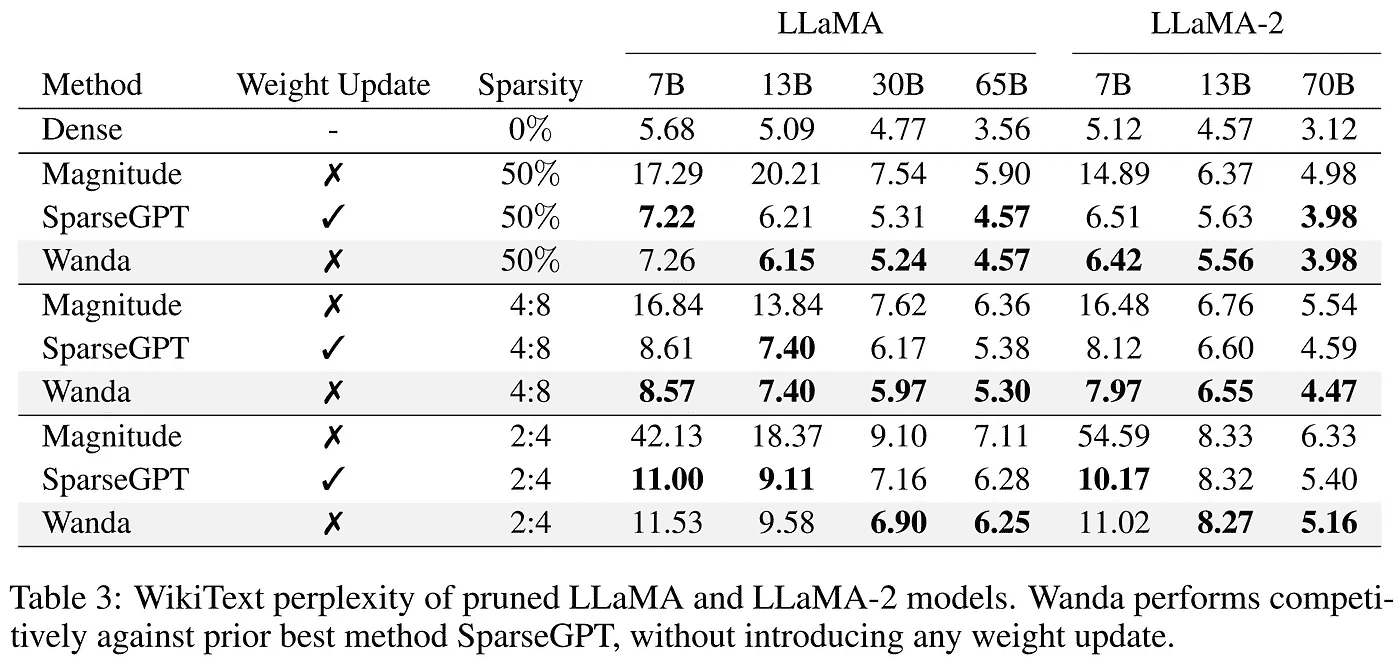 LLaMA LLaMA-2
Method Weight Update Sparsity 7B 13B 30B 65B 7B 13B 70B
Dense - 0% 5.68 5.09 4.77 3.56 5.12 4.57 3.12
Magnitude ✗ 50% 17.29 20.21 7.54 5.90 14.89 6.37 4.98
SparseGPT ✓ 50% 7.22 6.21 5.31 4.57 6.51 5.63 3.98
Wanda ✗ 50% 7.26 6.15 5.24 4.57 6.42 5.56 3.98
Magnitude ✗ 4:8 16.84 13.84 7.62 6.36 16.48 6.76 5.54
SparseGPT ✓ 4:8 8.61 7.40 6.17 5.38 8.12 6.60 4.59
Wanda ✗ 4:8 8.57 7.40 5.97 5.30 7.97 6.55 4.47
Magnitude ✗ 2:4 42.13 18.37 9.10 7.11 54.59 8.33 6.33
SparseGPT ✓ 2:4 11.00 9.11 7.16 6.28 10.17 8.32 5.40
Wanda ✗ 2:4 11.53 9.58 6.90 6.25 11.02 8.27 5.16
Table 3: WikiText perplexity of pruned LLaMA and LLaMA-2 models. Wanda performs competi-
tively against prior best method SparseGPT, without introducing any weight update.